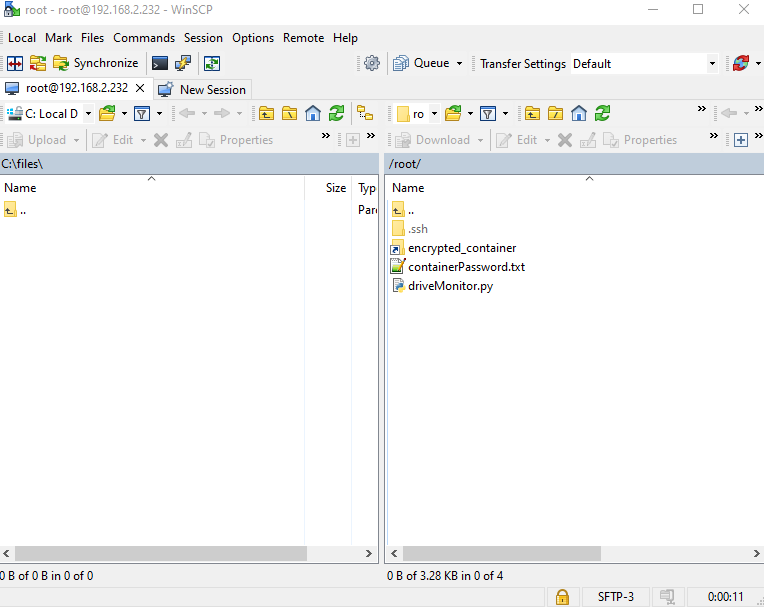 root - root@192.168.2.232 - WinSCP
Local Mark Files Commands Session Options Remote Help
Synchronize Queue Transfer Settings Default
root@192.168.2.232 New Session
C: Local D ro
Upload Edit Properties Download Edit Properties
C:\files\ /root/
Name Size Type Name
.. Pare ..
.ssh
encrypted_container
containerPassword.txt
driveMonitor.py
0 B of 0 B in 0 of 0 0 B of 3.28 KB in 0 of 4
SFTP-3 0:00:11